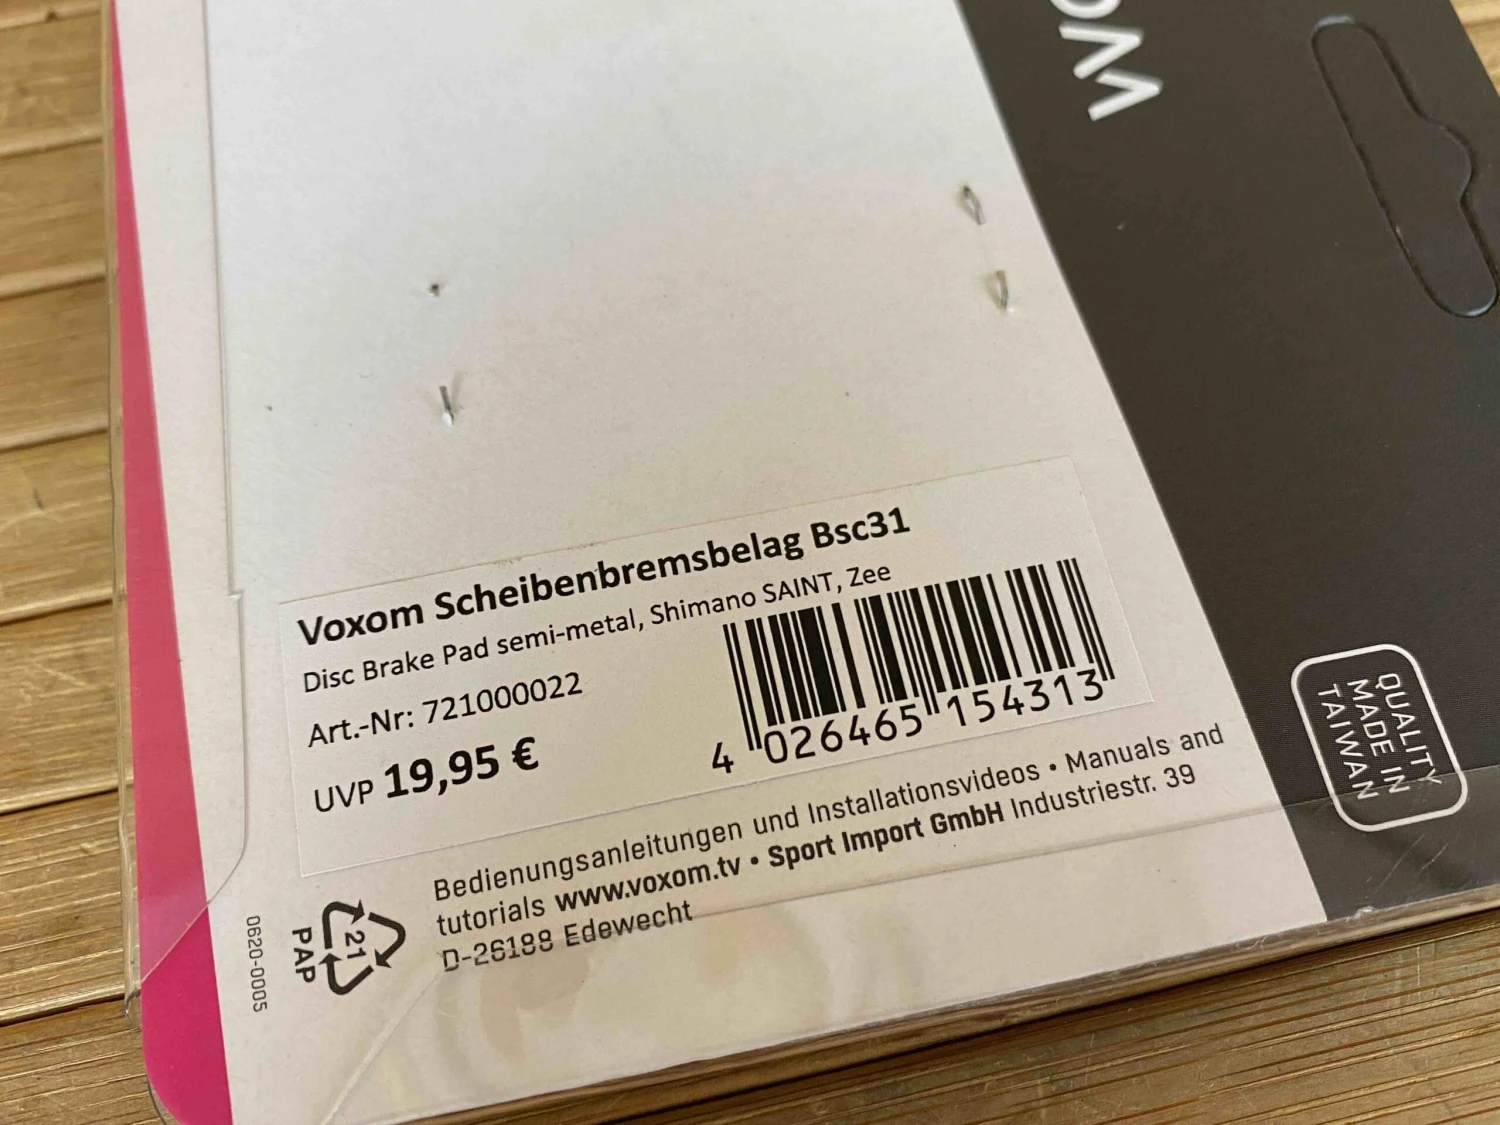 Voxom Scheibenbremsbelag Bsc31
Disc Brake Pad semi-metal, Shimano SAINT, Zee
Art.-Nr: 721000022
UVP 19,95 €
4 026465 154313
Bedienungsanleitungen und Installationsvideos • Manuals and
tutorials www.voxom.tv • Sport Import GmbH Industriestr. 39
D-26188 Edewecht
21
PAP
0620-0005
QUALITY
MADE IN
TAIWAN